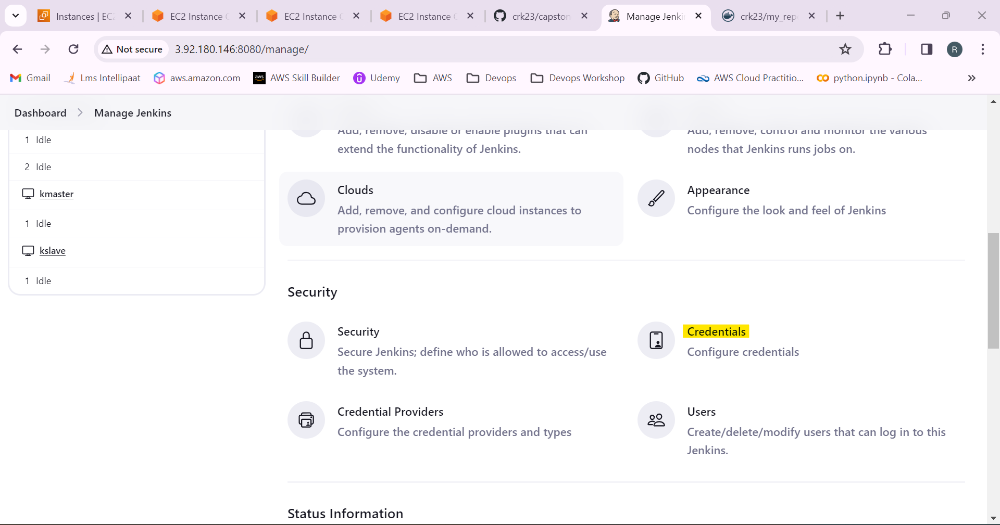 Instances | EC2
EC2 Instance C
EC2 Instance C
EC2 Instance C
crk23/capston
Manage Jenkin
crk23/my_repo
Not secure
3.92.180.146:8080/manage/
R
Gmail
Lms Intellipaat
aws.amazon.com
aws
AWS Skill Builder
Udemy
AWS
Devops
Devops Workshop
GitHub
AWS Cloud Practitio...
python.ipynb - Cola...
Dashboard
Manage Jenkins
1 Idle
2 Idle
kmaster
1 Idle
kslave
1 Idle
Add, remove, disable or enable plugins that can
extend the functionality of Jenkins.
Add, remove, control and monitor the various
nodes that Jenkins runs jobs on.
Clouds
Add, remove, and configure cloud instances to
provision agents on-demand.
Appearance
Configure the look and feel of Jenkins
Security
Security
Secure Jenkins; define who is allowed to access/use
the system.
Credentials
Configure credentials
Credential Providers
Configure the credential providers and types
Users
Create/delete/modify users that can log in to this
Jenkins.
Status Information